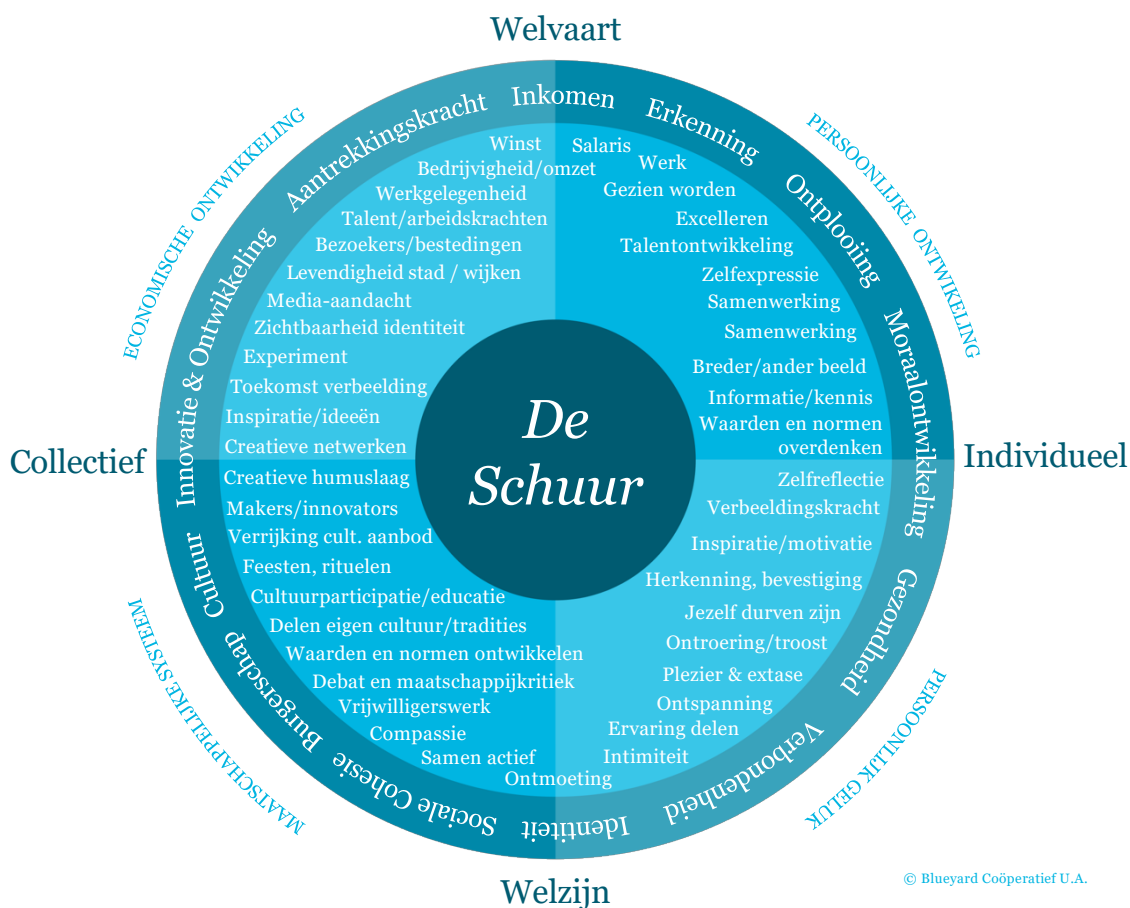 Welvaart
ECONOMISCHE ONTWIKKELING
PERSOONLIJKE ONTWIKELING
Innovatie & Ontwikkeling
Aantrekkingskracht
Inkomen
Erkenning
Ontplooiing
Moraalontwikkeling
Winst
Bedrijvigheid/omzet
Werkgelegenheid
Talent/arbeidskrachten
Bezoekers/bestedingen
Levendigheid stad / wijken
Media-aandacht
Zichtbaarheid identiteit
Experiment
Toekomst verbeelding
Inspiratie/ideeën
Creatieve netwerken
Salaris
Werk
Gezien worden
Excelleren
Talentontwikkeling
Zelfexpressie
Samenwerking
Samenwerking
Breder/ander beeld
Informatie/kennis
Waarden en normen
overdenken
De
Schuur
Collectief
Individueel
Creatieve humuslaag
Makers/innovators
Verrijking cult. aanbod
Feesten, rituelen
Cultuurparticipatie/educatie
Delen eigen cultuur/tradities
Waarden en normen ontwikkelen
Debat en maatschappijkritiek
Vrijwilligerswerk
Compassie
Samen actief
Ontmoeting
Zelfreflectie
Verbeeldingskracht
Inspiratie/motivatie
Herkenning, bevestiging
Jezelf durven zijn
Ontroering/troost
Plezier & extase
Ontspanning
Ervaring delen
Intimiteit
Gezondheid
Verbondenheid
Identiteit
Sociale Cohesie
Burgerschap
Cultuur
MAATSCHAPPELIJKE SYSTEEM
PERSOONLIJK GELUK
Welzijn
© Blueyard Coöperatief U.A.